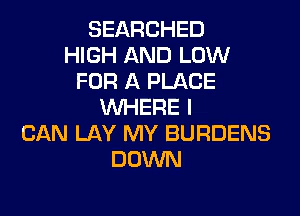 SEARCHED
HIGH AND LOW
FOR A PLACE
WHERE I
CAN LAY MY BURDENS
DOWN